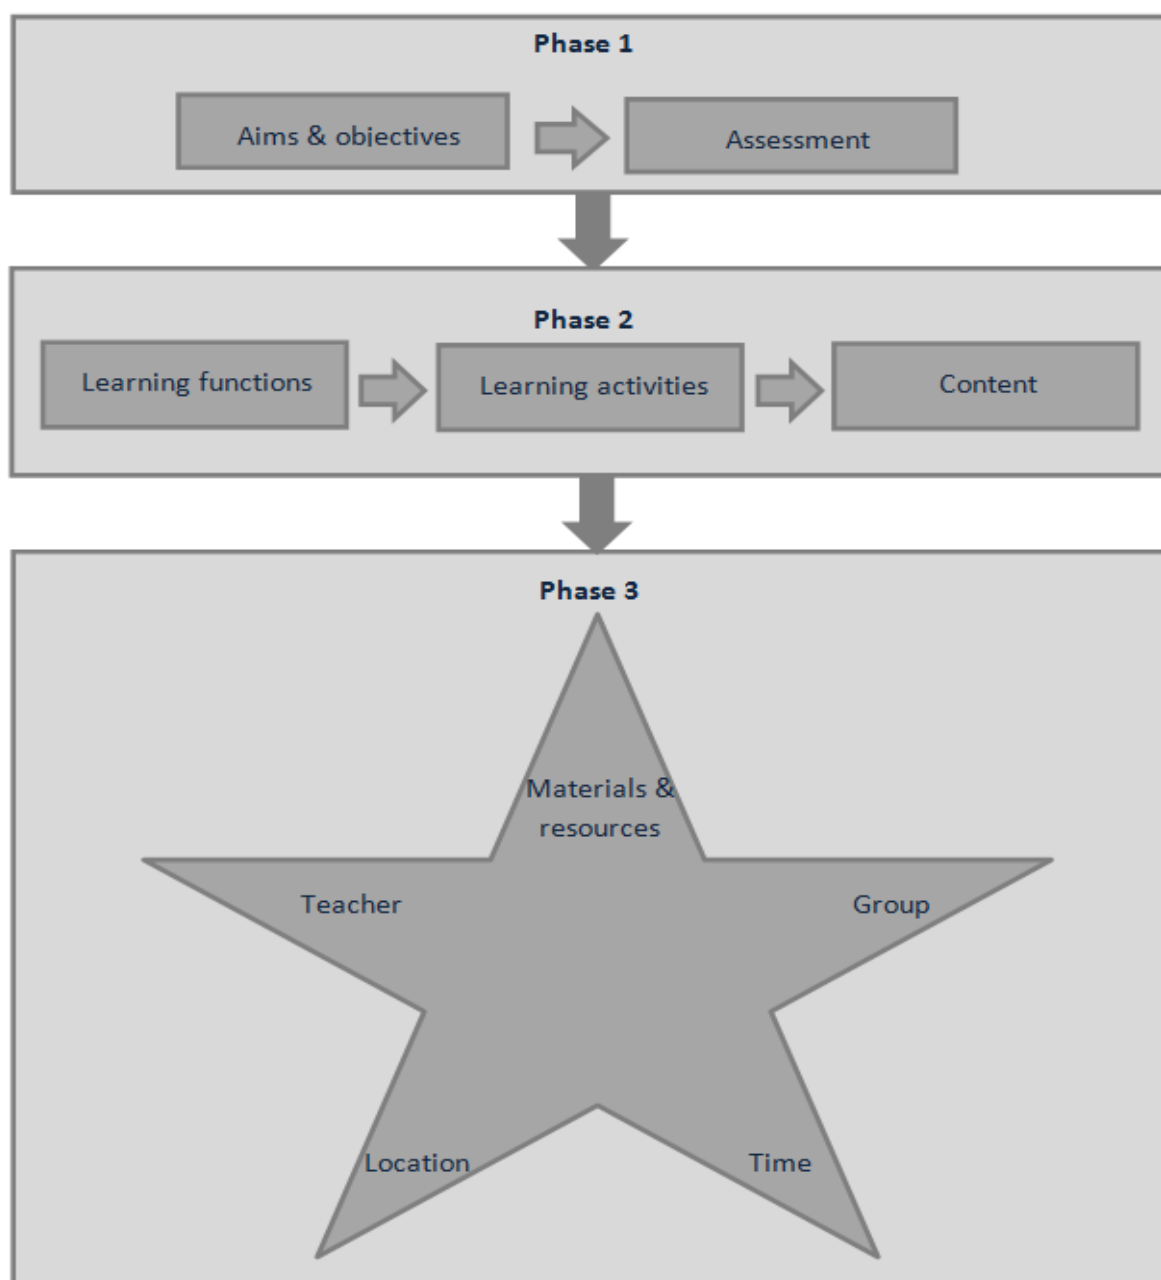 Phase 1
Aims & objectives
Assessment
Phase 2
Learning functions
Learning activities
Content
Phase 3
Materials &
resources
Teacher
Group
Location
Time